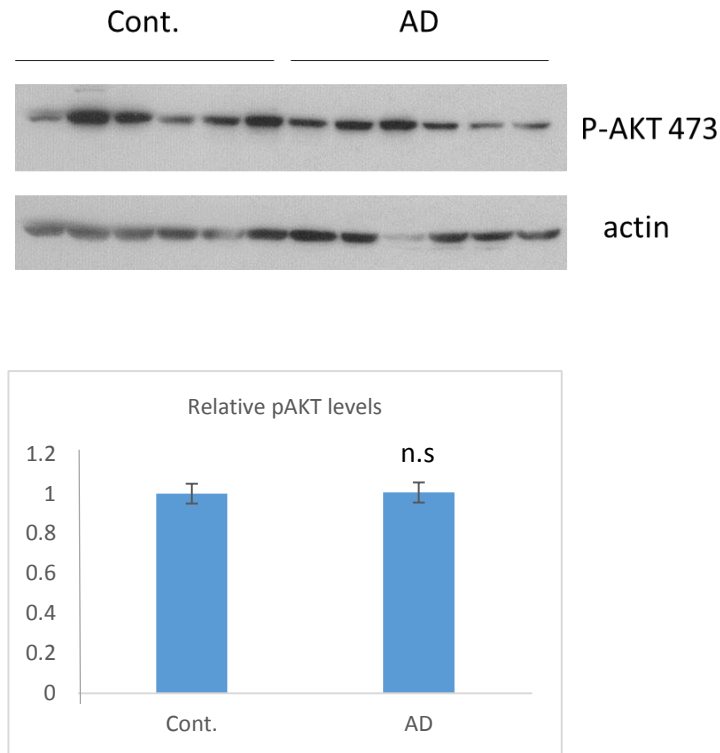 Cont. AD
P-AKT 473
actin
Relative pAKT levels
n.s
1.2
1
0.8
0.6
0.4
0.2
0
Cont. AD